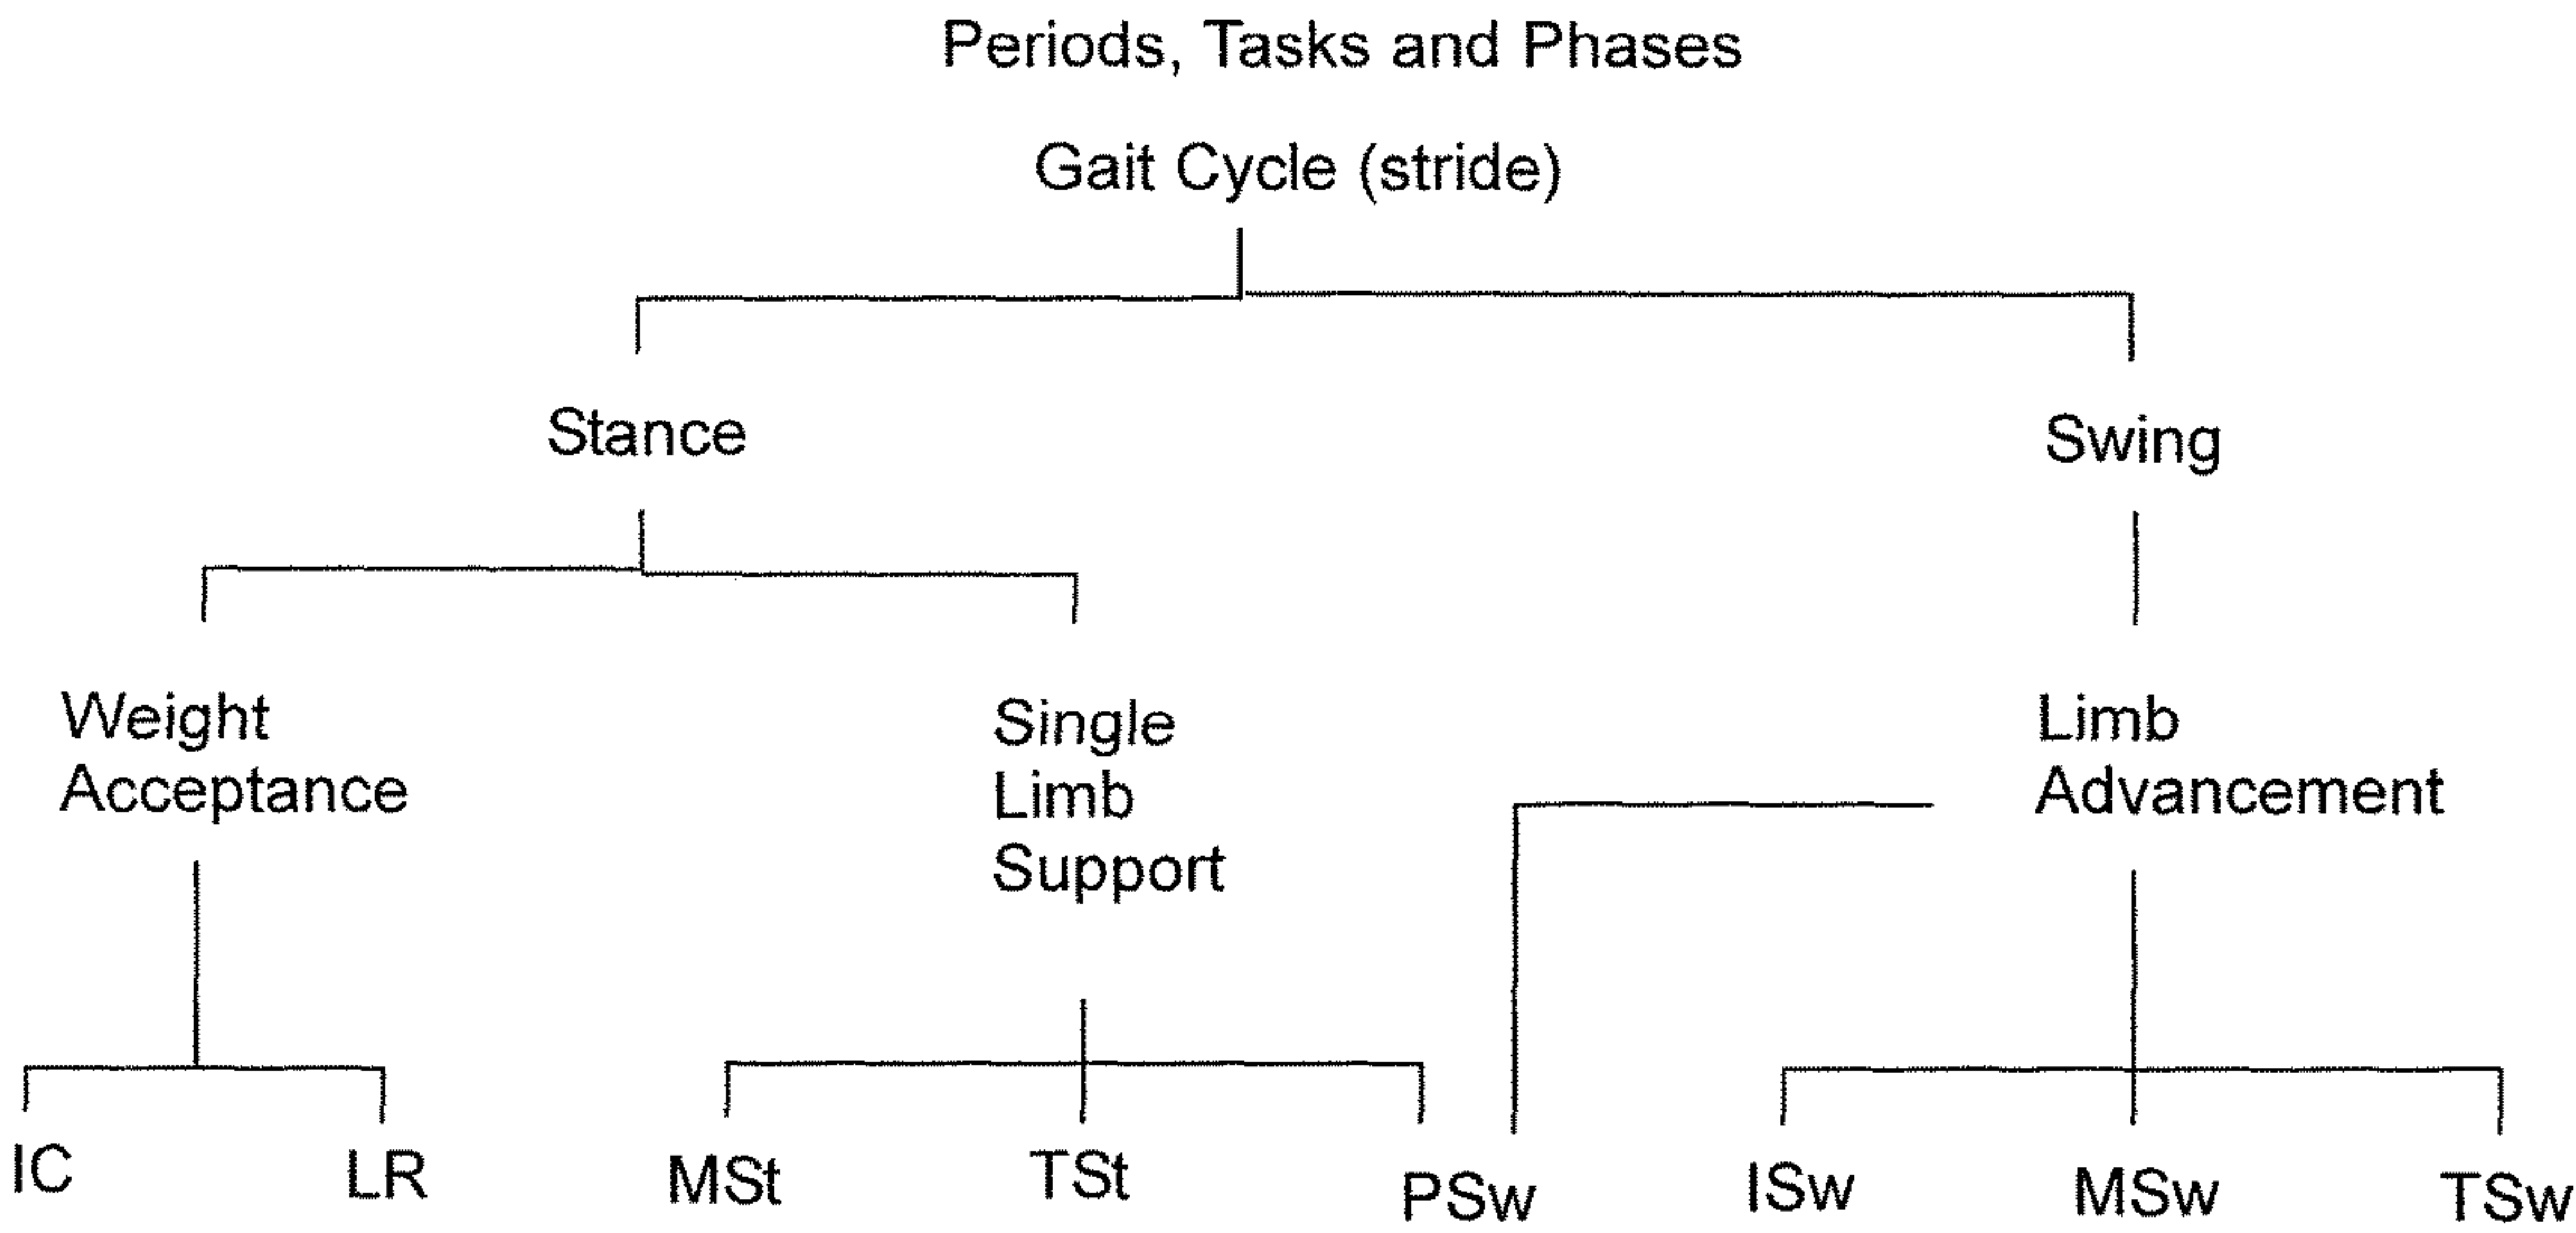 Periods, Tasks and Phases
Gait Cycle (stride)
Stance
Swing
Weight
Acceptance
Single
Limb
Support
Limb
Advancement
IC
LR
MSt
TSt
PSw
ISw
MSw
TSw